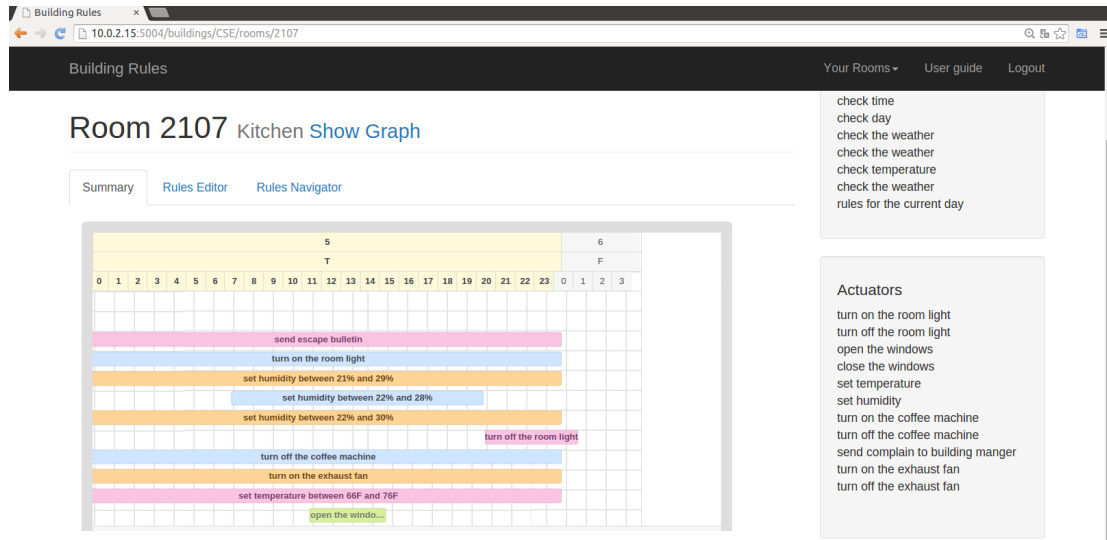 Building Rules
10.0.2.15:5004/buildings/CSE/rooms/2107
Building Rules
Your Rooms
User guide
Logout
Room 2107 Kitchen Show Graph
Summary
Rules Editor
Rules Navigator
5 6
T F
0 1 2 3 4 5 6 7 8 9 10 11 12 13 14 15 16 17 18 19 20 21 22 23 0 1 2 3
send escape bulletin
turn on the room light
set humidity between 21% and 29%
set humidity between 22% and 28%
set humidity between 22% and 30%
turn off the room light
turn off the coffee machine
turn on the exhaust fan
set temperature between 66F and 76F
open the windo...
check time
check day
check the weather
check the weather
check temperature
check the weather
rules for the current day
Actuators
turn on the room light
turn off the room light
open the windows
close the windows
set temperature
set humidity
turn on the coffee machine
turn off the coffee machine
send complain to building manger
turn on the exhaust fan
turn off the exhaust fan